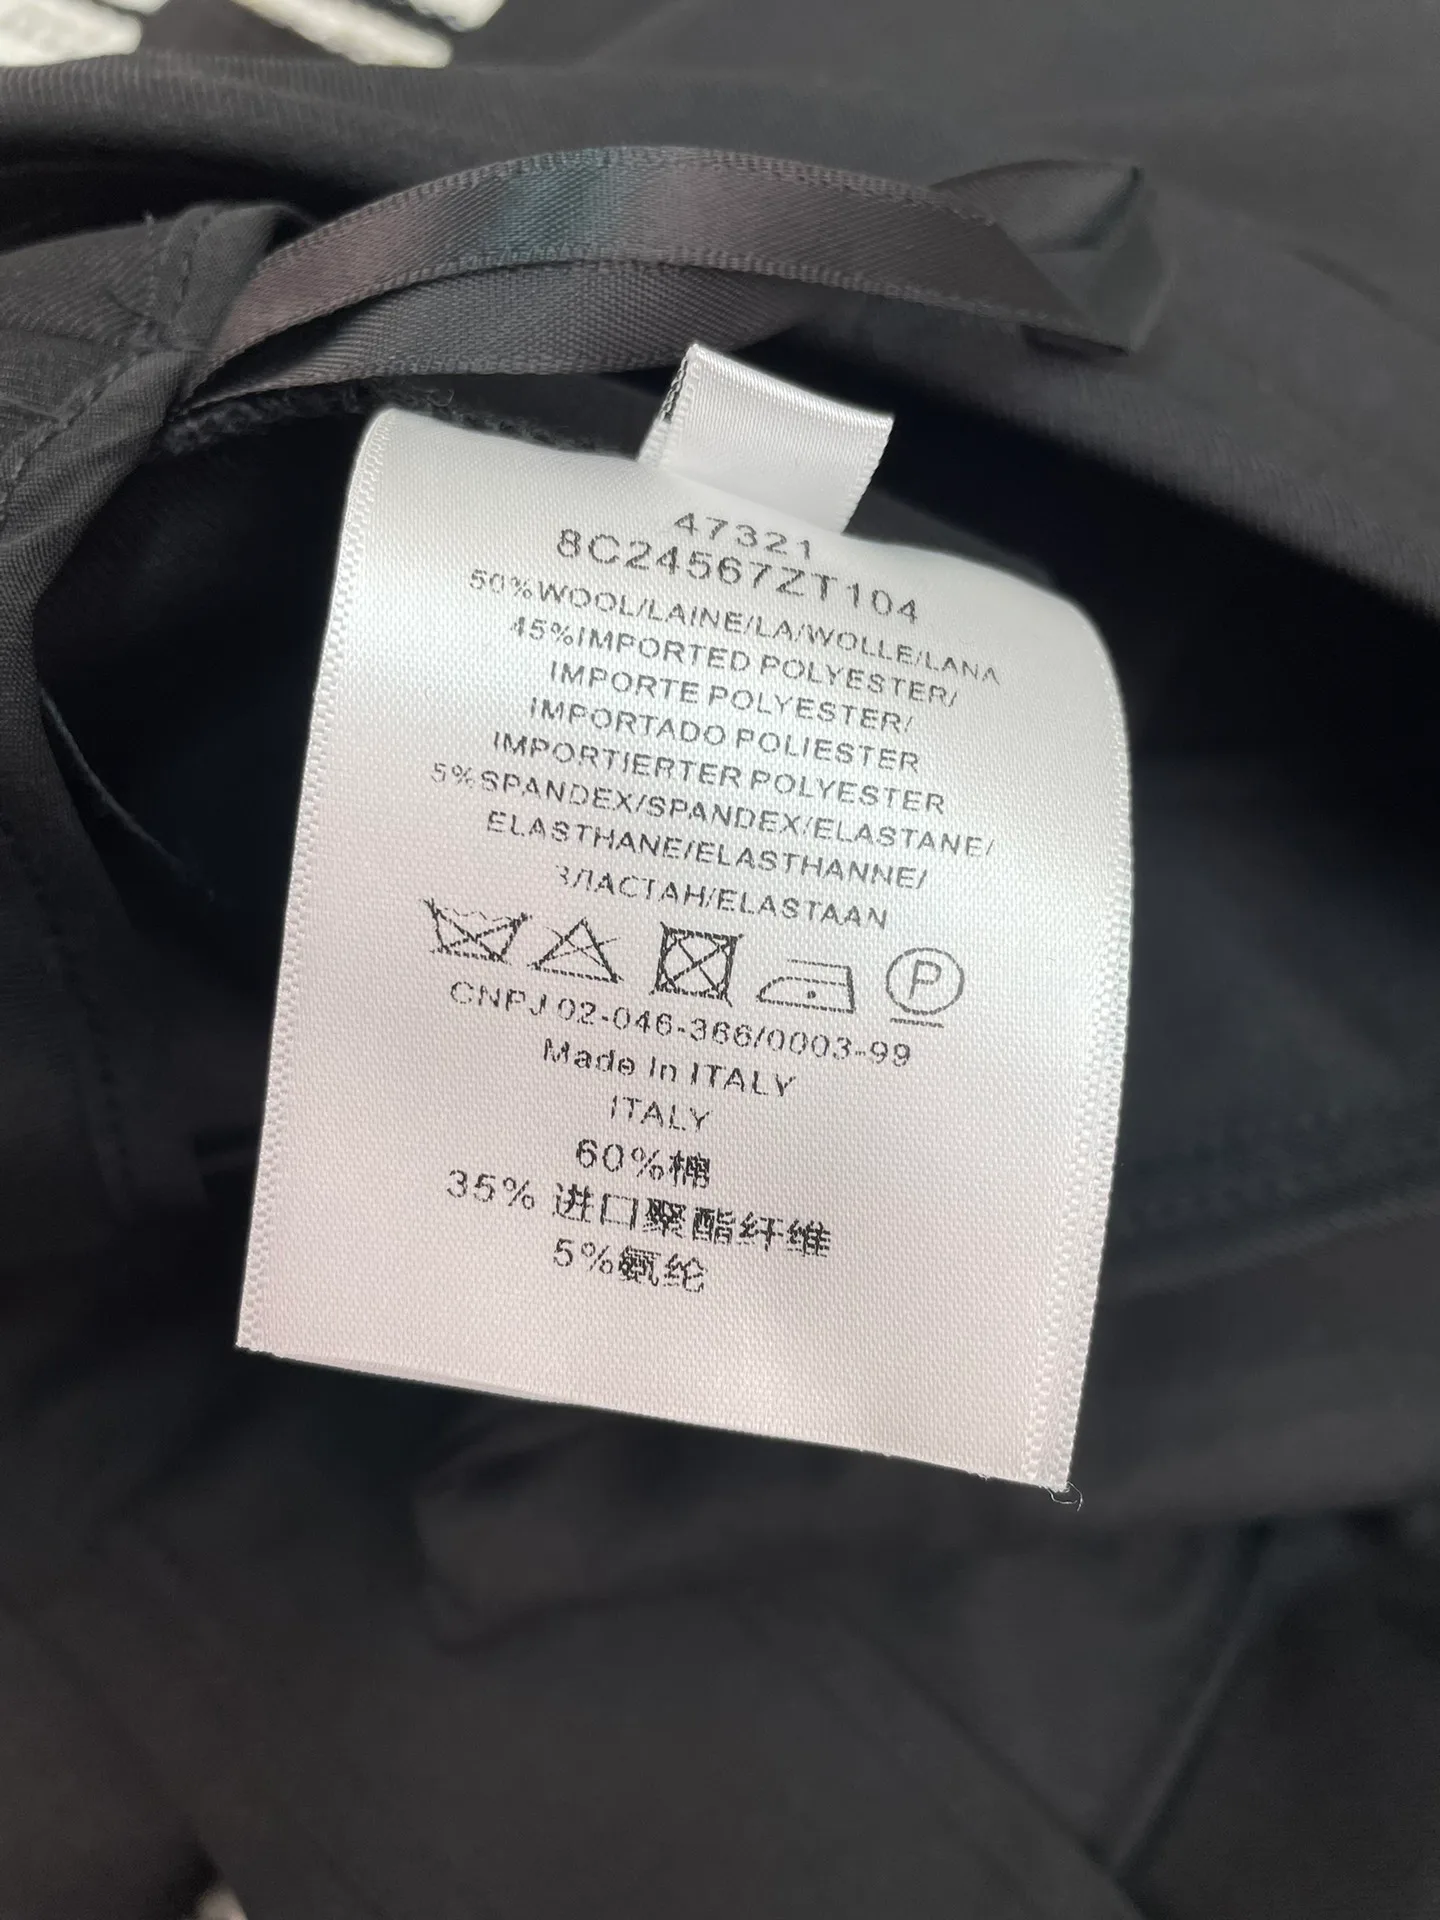 47321
8C24567ZT104
50%WOOL/LAINE/LA/WOLLE/LANA
45%IMPORTED POLYESTER/
IMPORTE POLYESTER/
IMPORTADO POLIESTER
IMPORTIERTER POLYESTER
5%SPANDEX/SPANDEX/ELASTANE/
ELASTHANE/ELASTHANNE/
ЗЛАСТАН/ELASTAAN
P
CNPJ 02-046-366/0003-99
Made In ITALY
ITALY
60%棉
35% 进口聚酯纤维
5%氨纶